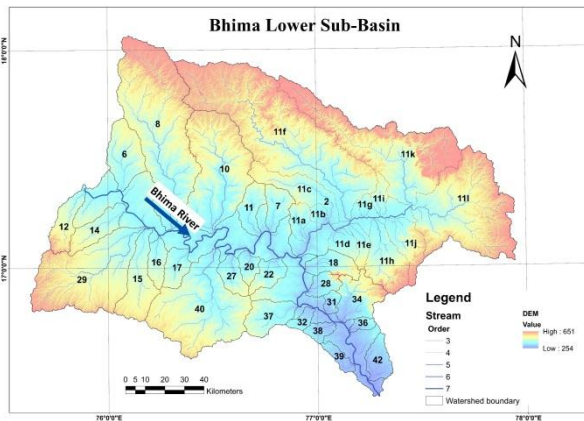 Bhima Lower Sub-Basin
N
18°0'0"N
17°0'0"N
8
6
11f
10
11k
11c
2
11g
11i
11l
11
7
11a
11b
Bhima River
12
14
11d
11e
11j
16
17
20
18
11h
29
15
27
22
28
40
37
32
31
34
38
36
39
42
Legend
Stream
Order
3
4
5
6
7
Watershed boundary
DEM
Value
High : 651
Low : 254
0 5 10 20 30 40
Kilometers
76°0'0"E
77°0'0"E
78°0'0"E